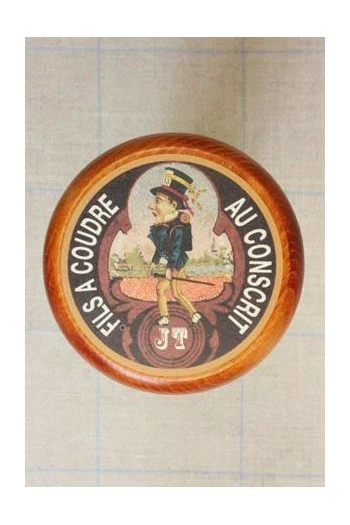 FILS A COUDRE
AU CONSCRIT
JT